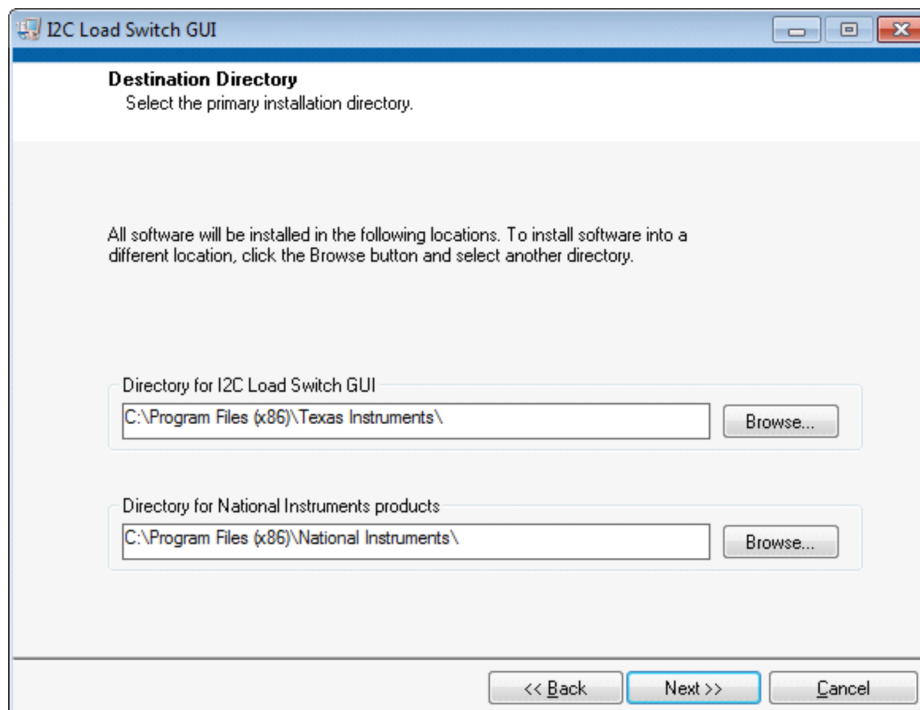 I2C Load Switch GUI
Destination Directory
Select the primary installation directory.
All software will be installed in the following locations. To install software into a
different location, click the Browse button and select another directory.
Directory for I2C Load Switch GUI
C:\Program Files (x86)\Texas Instruments\
Browse...
Directory for National Instruments products
C:\Program Files (x86)\National Instruments\
Browse...
<< Back
Next >>
Cancel